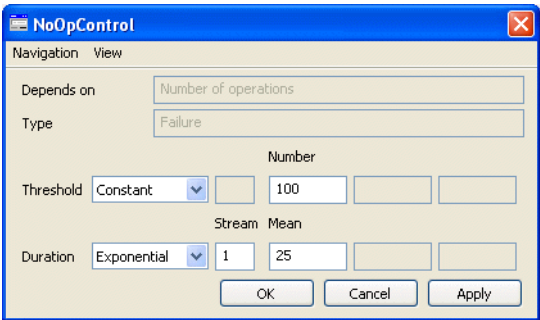 NoOpControl
Navigation View
Depends on Number of operations
Type Failure
Number
Threshold Constant 100
Stream Mean
Duration Exponential 1 25
OK Cancel Apply